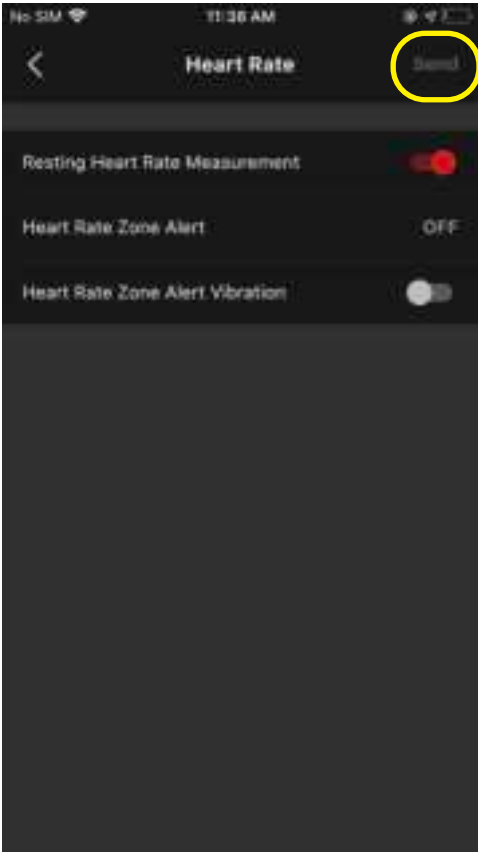 No SIM 11:36 AM
Heart Rate Send
Resting Heart Rate Measurement
Heart Rate Zone Alert OFF
Heart Rate Zone Alert Vibration